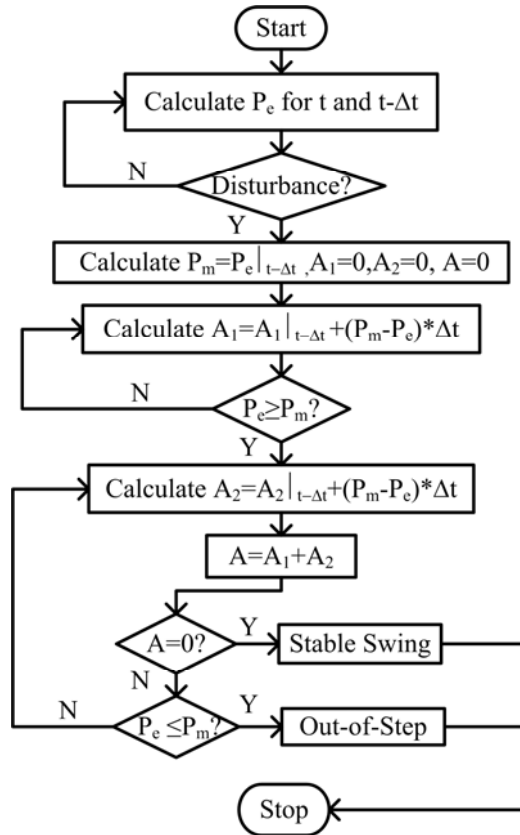 Start
Calculate Pₑ for t and t-Δt
N
Disturbance?
Y
Calculate Pₘ=Pₑ|ₜ₋Δₜ ,A₁=0,A₂=0, A=0
Calculate A₁=A₁|ₜ₋Δₜ+(Pₘ-Pₑ)*Δt
N
Pₑ≥Pₘ?
Y
Calculate A₂=A₂|ₜ₋Δₜ+(Pₘ-Pₑ)*Δt
A=A₁+A₂
A=0?
Y
Stable Swing
N
N
Pₑ ≤Pₘ?
Y
Out-of-Step
Stop